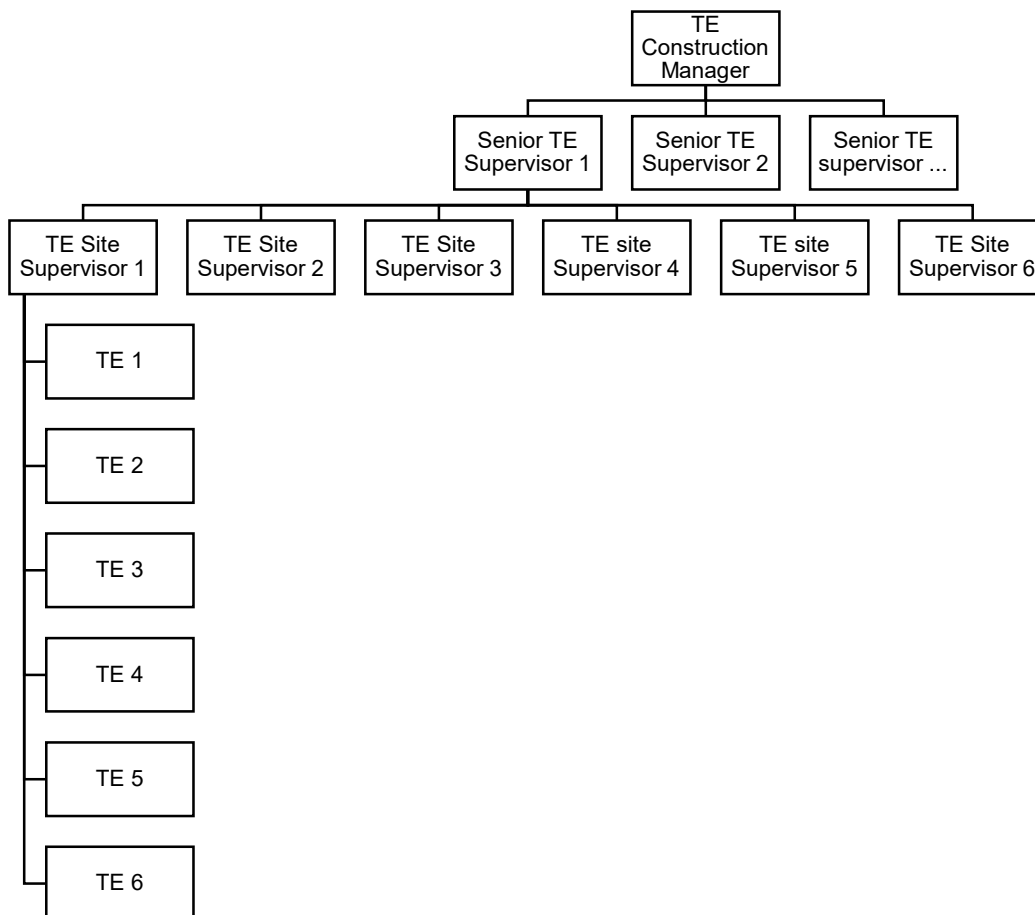 TE
Construction
Manager
Senior TE
Supervisor 1
Senior TE
Supervisor 2
Senior TE
supervisor ...
TE Site
Supervisor 1
TE Site
Supervisor 2
TE Site
Supervisor 3
TE site
Supervisor 4
TE site
Supervisor 5
TE Site
Supervisor 6
TE 1
TE 2
TE 3
TE 4
TE 5
TE 6